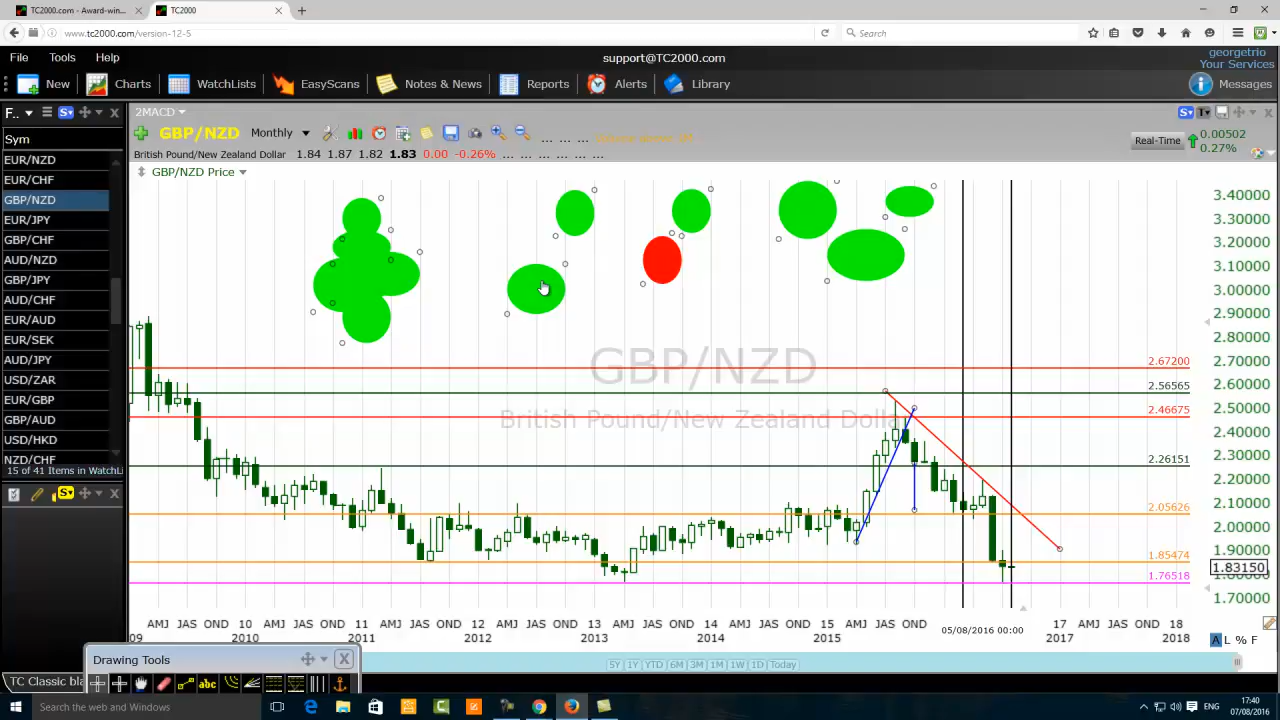 TC2000.com - Award-win...
TC2000
www.tc2000.com/version-12-5
Search
File Tools Help
support@TC2000.com
georgetrio
Your Services
New Charts WatchLists EasyScans Notes & News Reports Alerts Library
Messages
F..
2MACD
Sym
GBP/NZD Monthly
British Pound/New Zealand Dollar 1.84 1.87 1.82 1.83 0.00 -0.26% ... ... ... ... ...
Real-Time
0.00502
0.27%
GBP/NZD Price
EUR/NZD
EUR/CHF
GBP/NZD
EUR/JPY
GBP/CHF
AUD/NZD
GBP/JPY
AUD/CHF
EUR/AUD
EUR/SEK
AUD/JPY
USD/ZAR
EUR/GBP
GBP/AUD
USD/HKD
NZD/CHF
15 of 41 Items in WatchLi
GBP/NZD
British Pound/New Zealand Dollar
2.67200
2.56565
2.46675
2.26151
2.05626
1.85474
1.76518
3.40000
3.30000
3.20000
3.10000
3.00000
2.90000
2.80000
2.70000
2.60000
2.50000
2.40000
2.30000
2.20000
2.10000
2.00000
1.90000
1.83150
1.70000
AMJ JAS OND 10 AMJ JAS OND 11 AMJ JAS OND 12 AMJ JAS OND 13 AMJ JAS OND 14 AMJ JAS OND 15 AMJ JAS OND 17 AMJ JAS OND 18
09 2010 2011 2012 2013 2014 2015 05/08/2016 00:00 2017 2018
A L % F
Drawing Tools
5Y 1Y YTD 6M 3M 1M 1W 1D Today
abc
TC Classic bla
Search the web and Windows
ENG
17:40
07/08/2016